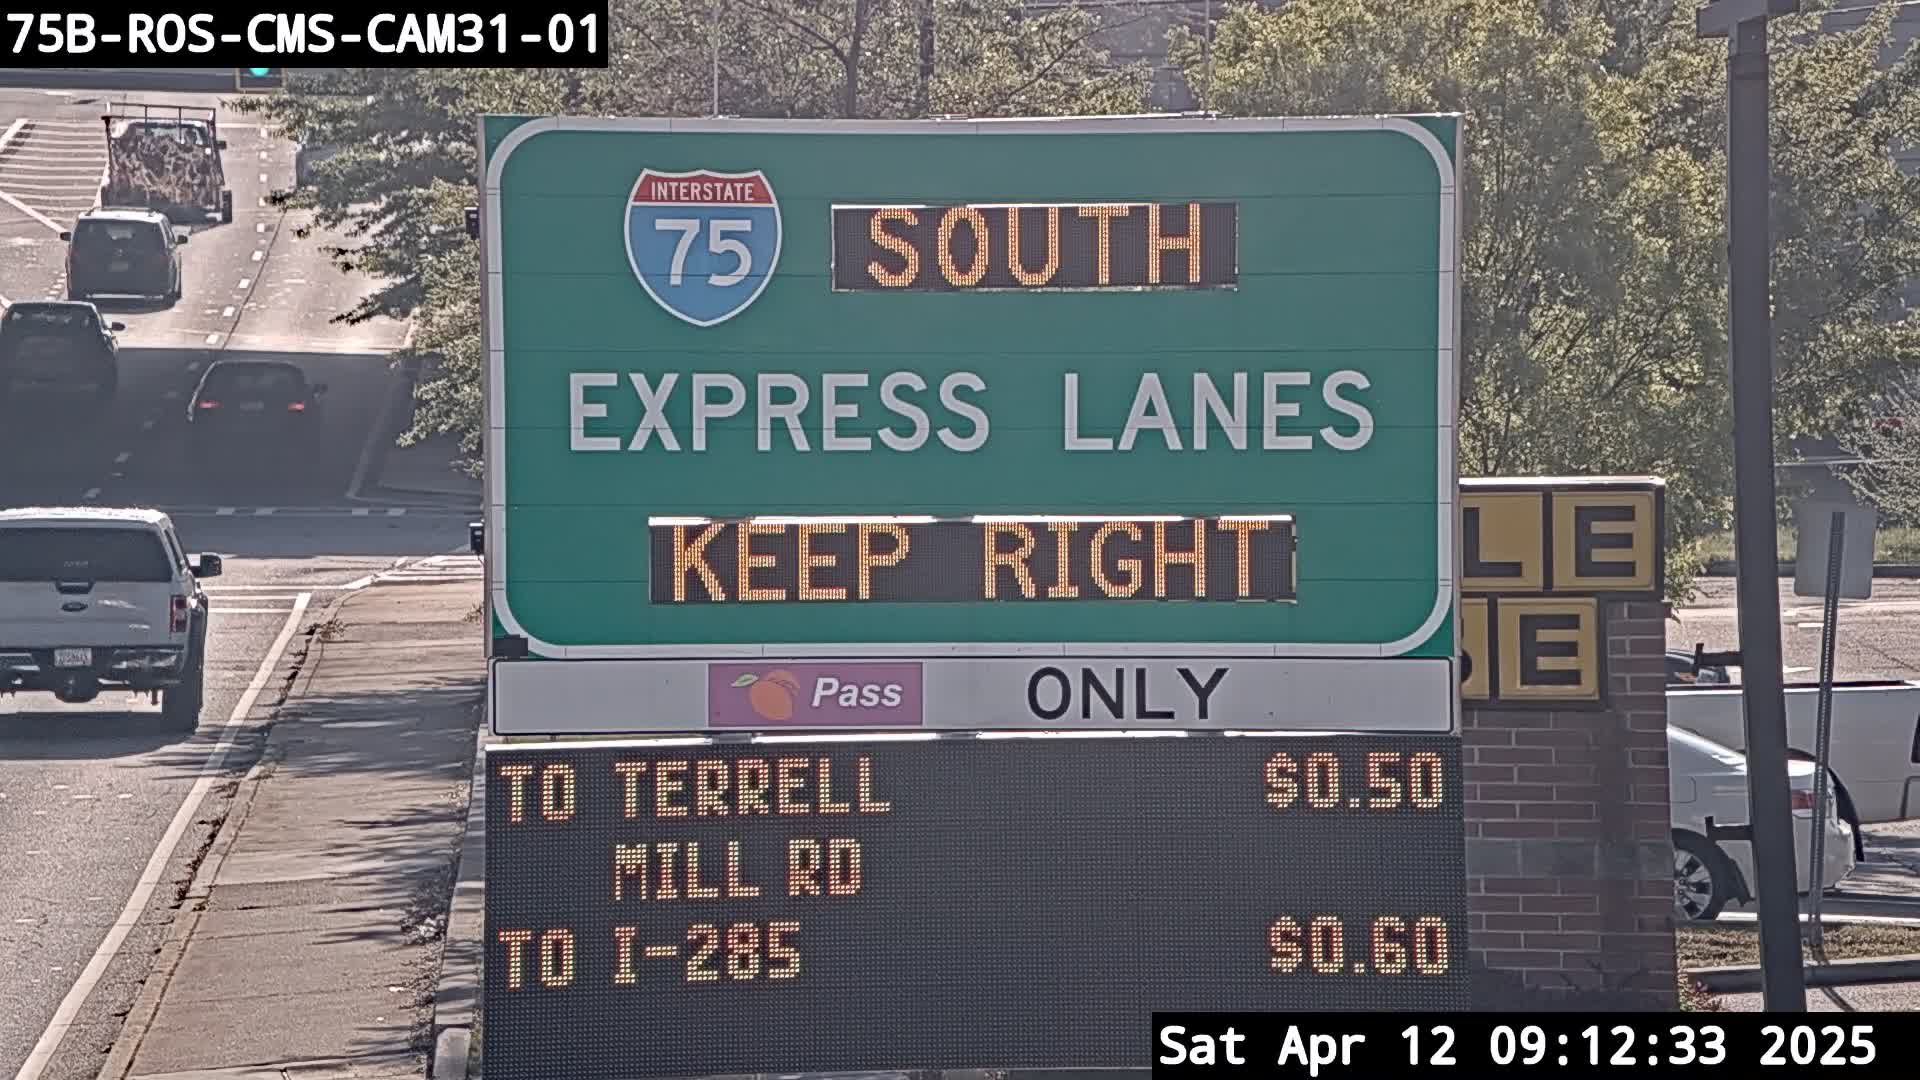 75B-ROS-CMS-CAM31-01
INTERSTATE
75
SOUTH
EXPRESS LANES
KEEP RIGHT
Pass ONLY
TO TERRELL $0.50
MILL RD
TO I-285 $0.60
LE
E
Sat Apr 12 09:12:33 2025